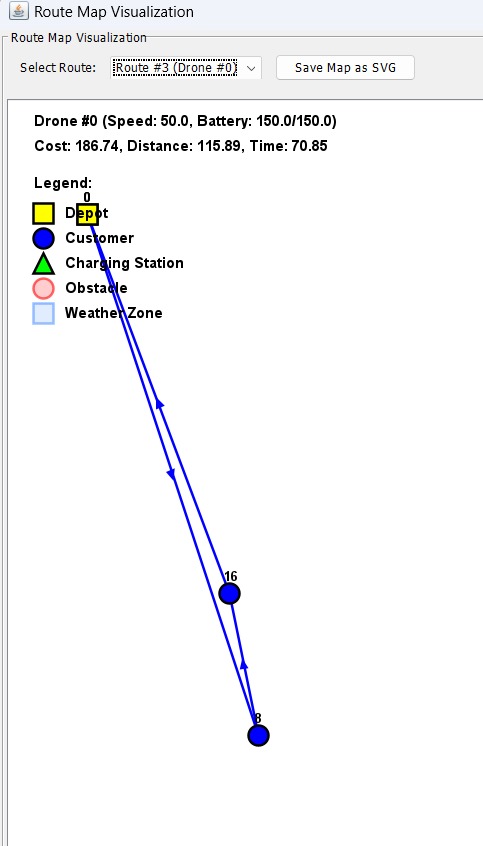 Route Map Visualization
Route Map Visualization
Select Route: Route #3 (Drone #0) Save Map as SVG
Drone #0 (Speed: 50.0, Battery: 150.0/150.0)
Cost: 186.74, Distance: 115.89, Time: 70.85
Legend:
0
Depot
Customer
Charging Station
Obstacle
Weather Zone
16
8